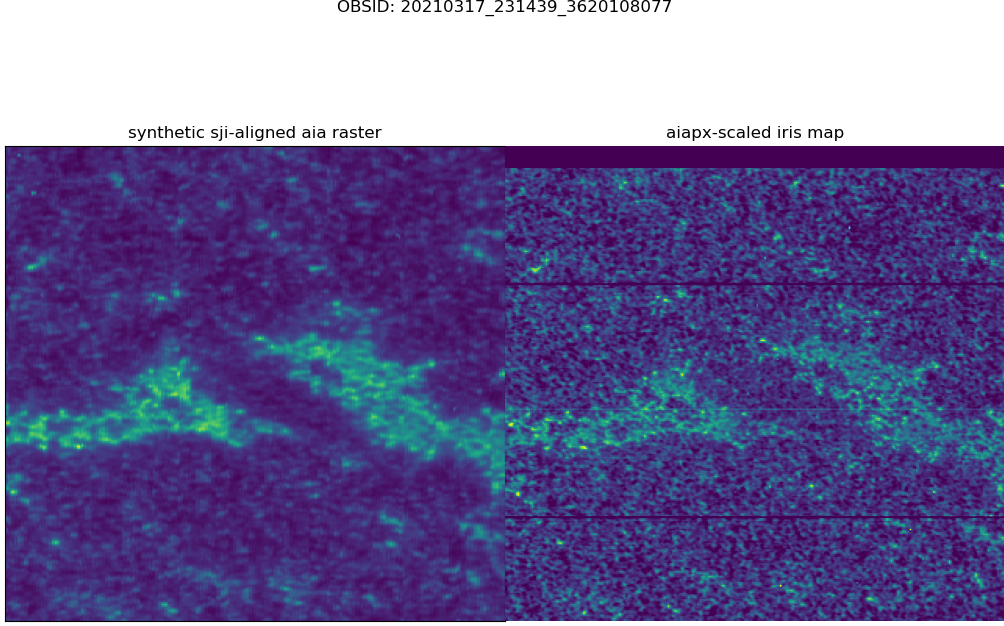 OBSID: 20210317_231439_3620108077
synthetic sji-aligned aia raster
aiapx-scaled iris map